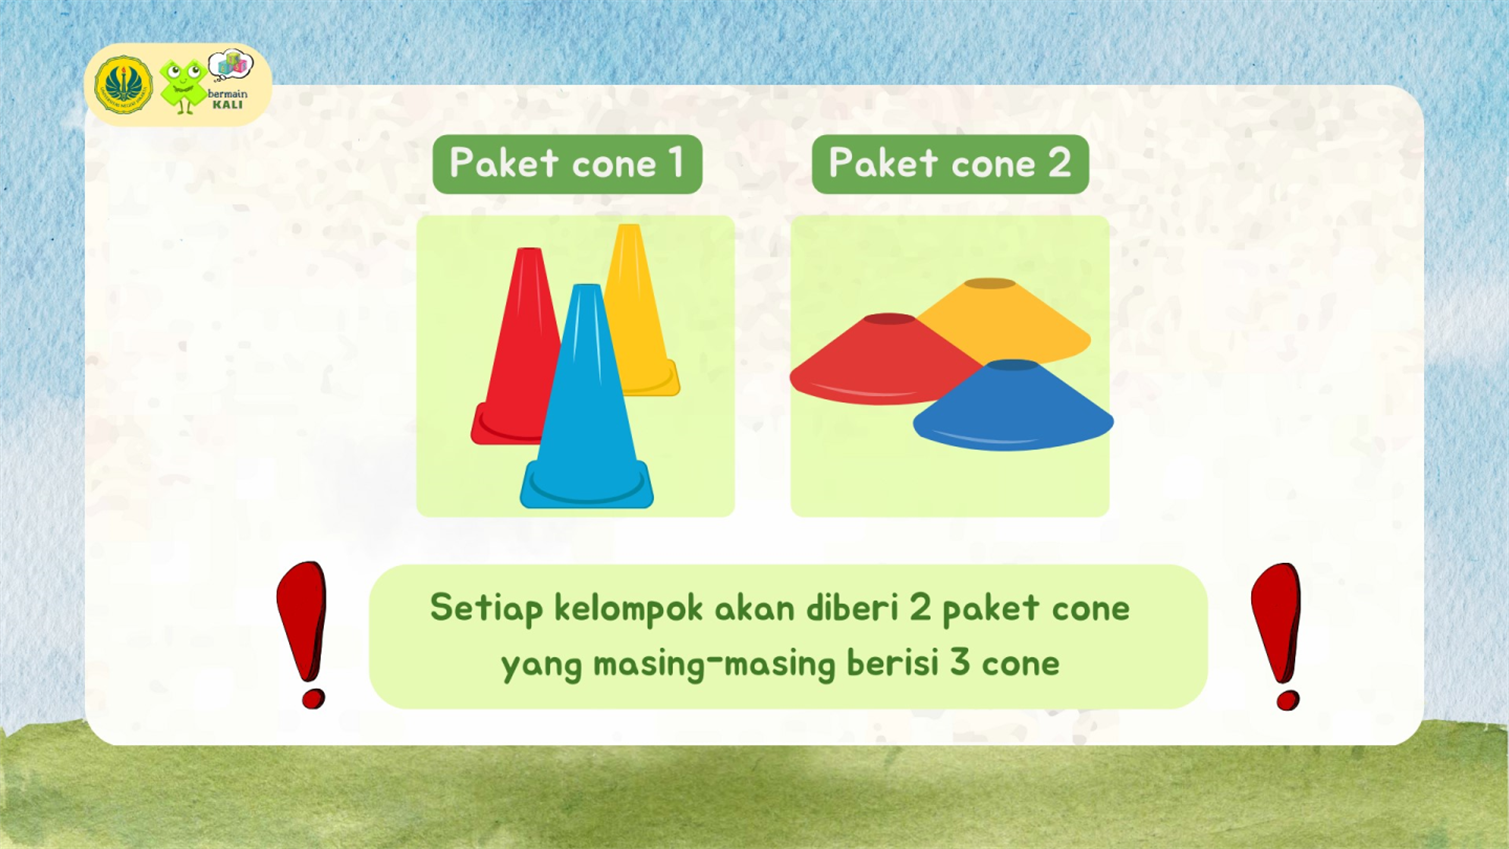 bermain
KALI
Paket cone 1
Paket cone 2
Setiap kelompok akan diberi 2 paket cone
yang masing-masing berisi 3 cone